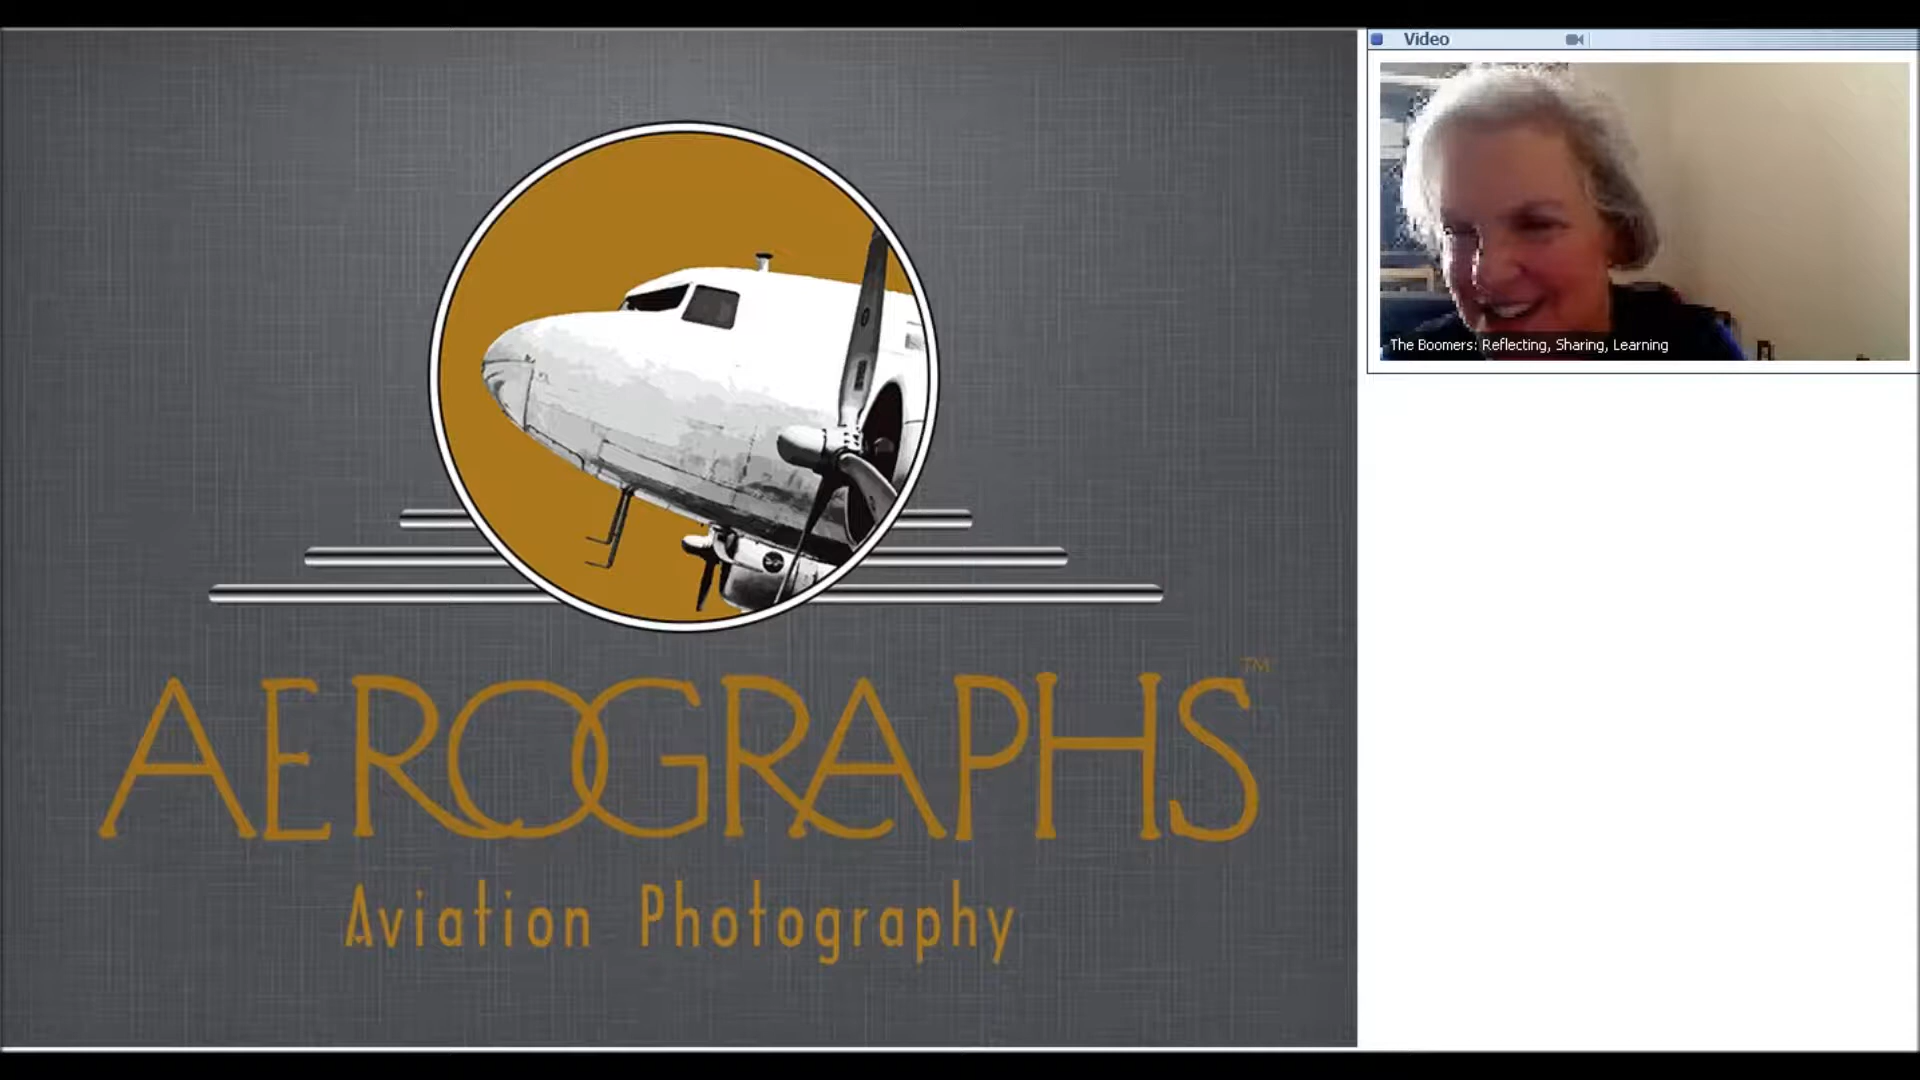 AEROGRAPHS™
Aviation Photography
Video
The Boomers: Reflecting, Sharing, Learning